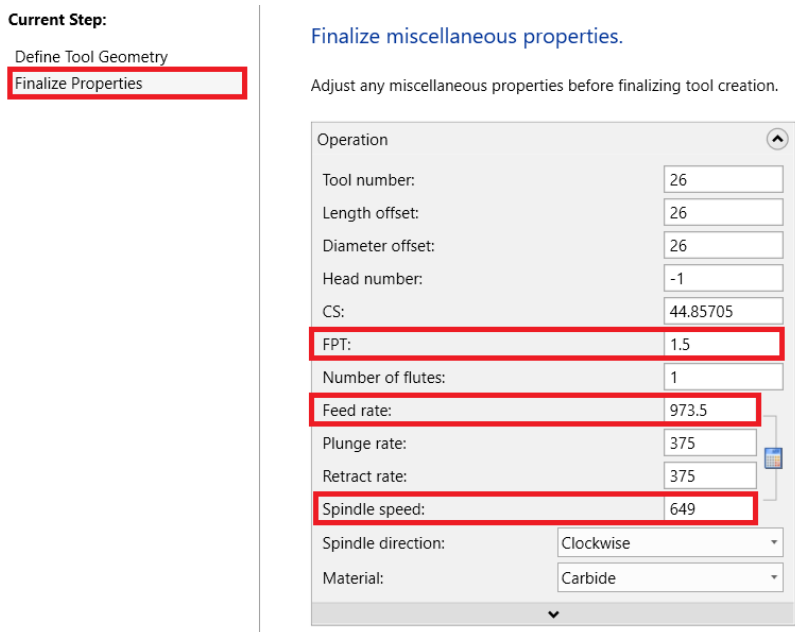 Current Step:
Define Tool Geometry
Finalize Properties
Finalize miscellaneous properties.
Adjust any miscellaneous properties before finalizing tool creation.
Operation
Tool number: 26
Length offset: 26
Diameter offset: 26
Head number: -1
CS: 44.85705
FPT: 1.5
Number of flutes: 1
Feed rate: 973.5
Plunge rate: 375
Retract rate: 375
Spindle speed: 649
Spindle direction: Clockwise
Material: Carbide